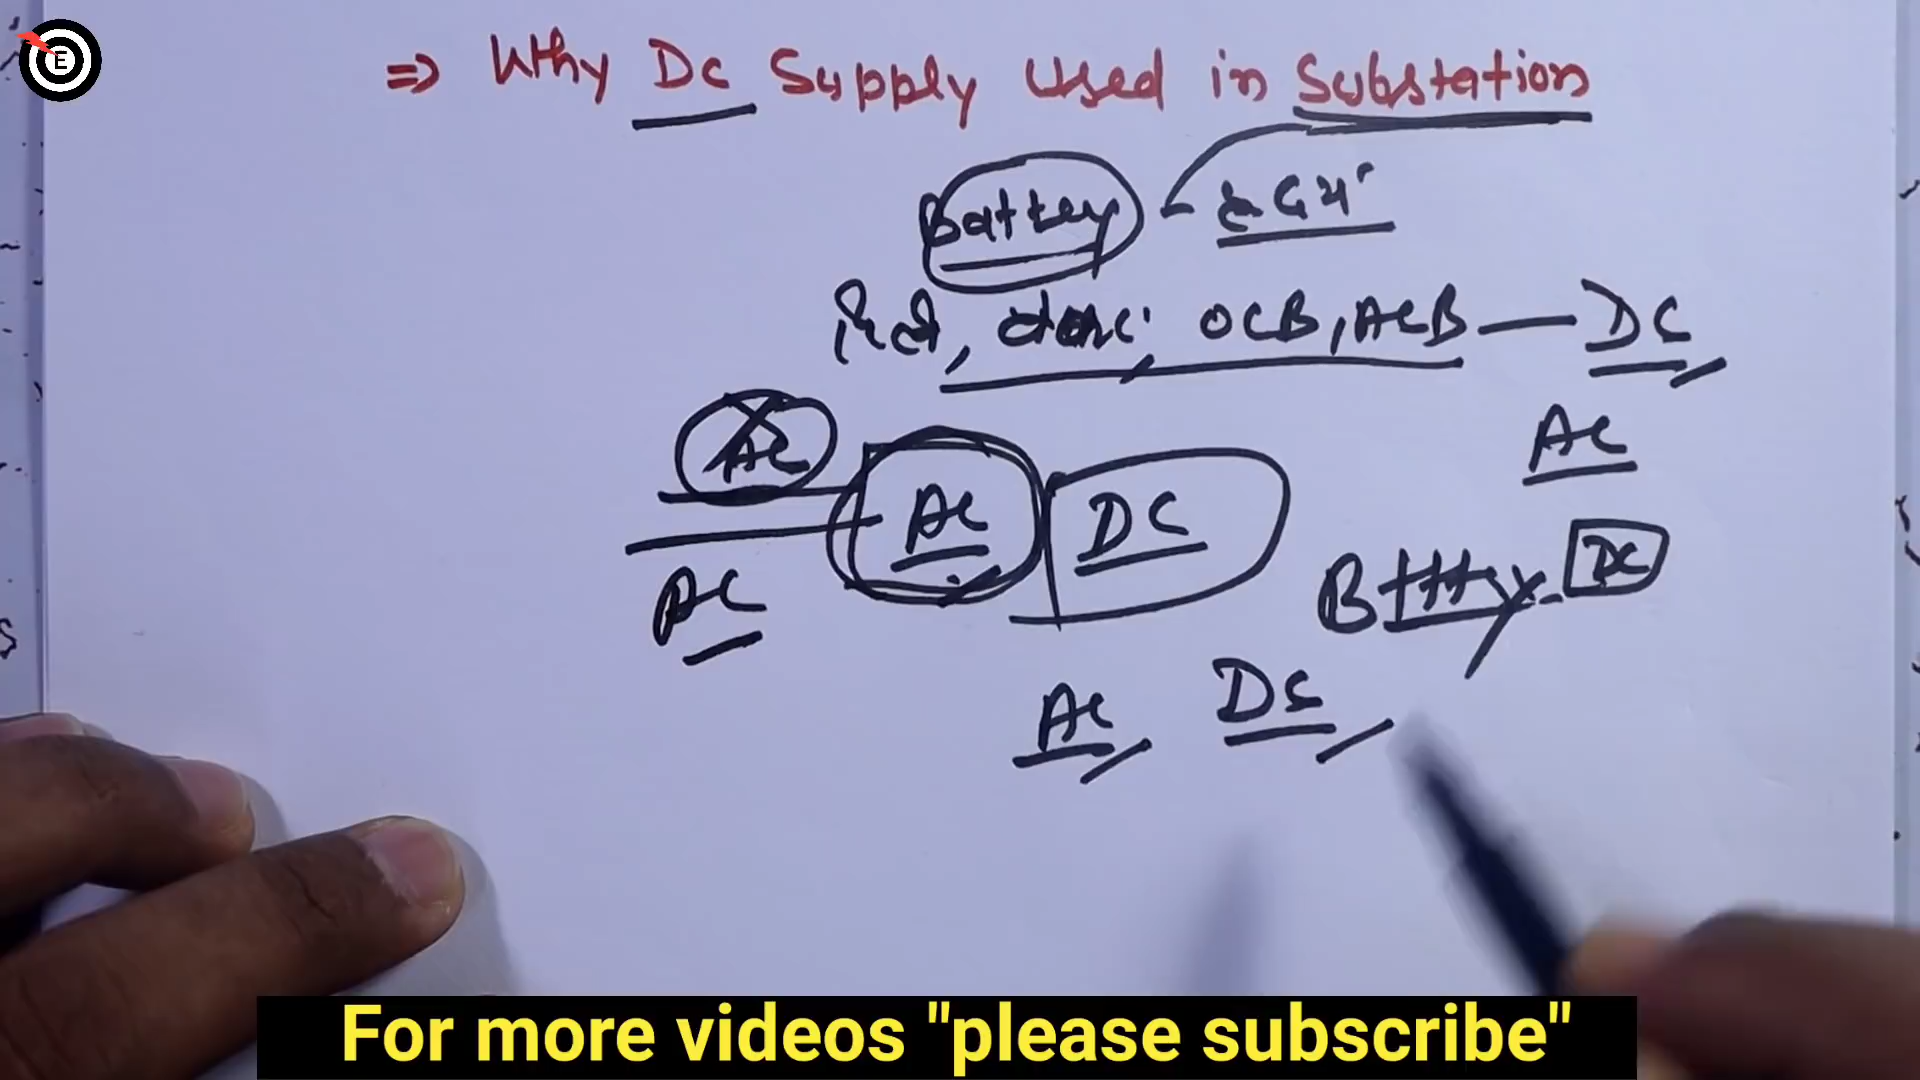 E
⇒ Why DC Supply Used in Substation
Battey
OCB, ACB — DC
AC
AC
AC DC
DC
AC
AC DC
For more videos "please subscribe"